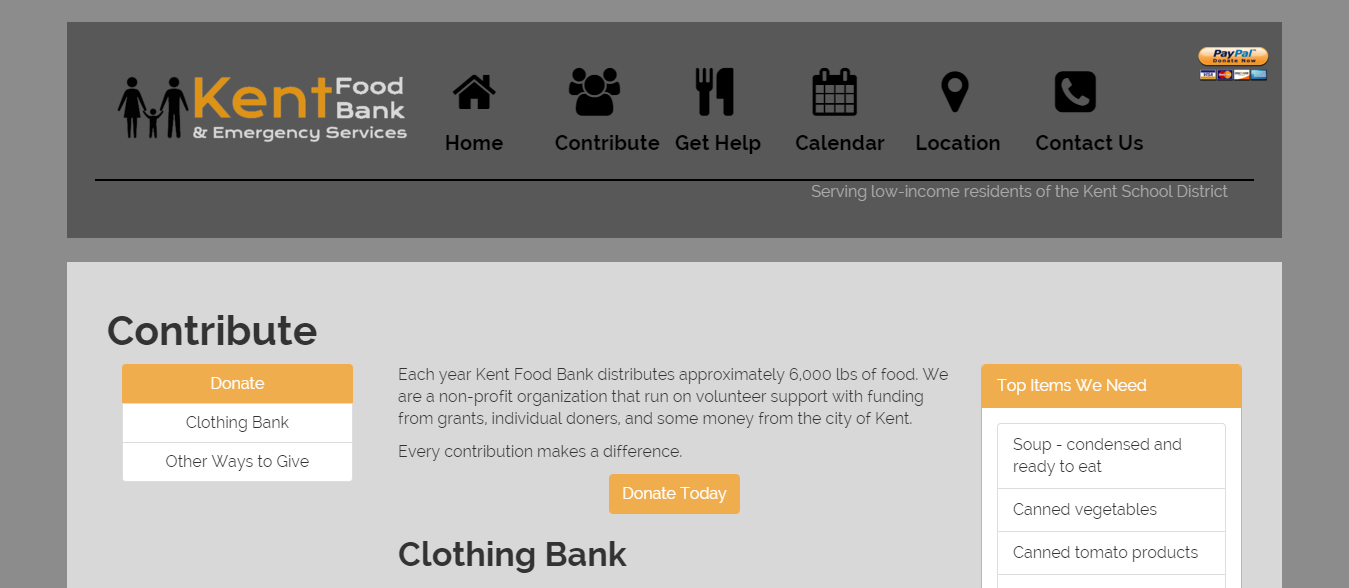 Kent Food
Bank
& Emergency Services
Home
Contribute
Get Help
Calendar
Location
Contact Us
PayPal
Donate Now
Serving low-income residents of the Kent School District
Contribute
Donate
Clothing Bank
Other Ways to Give
Each year Kent Food Bank distributes approximately 6,000 lbs of food. We
are a non-profit organization that run on volunteer support with funding
from grants, individual doners, and some money from the city of Kent.
Every contribution makes a difference.
Donate Today
Clothing Bank
Top Items We Need
Soup - condensed and
ready to eat
Canned vegetables
Canned tomato products